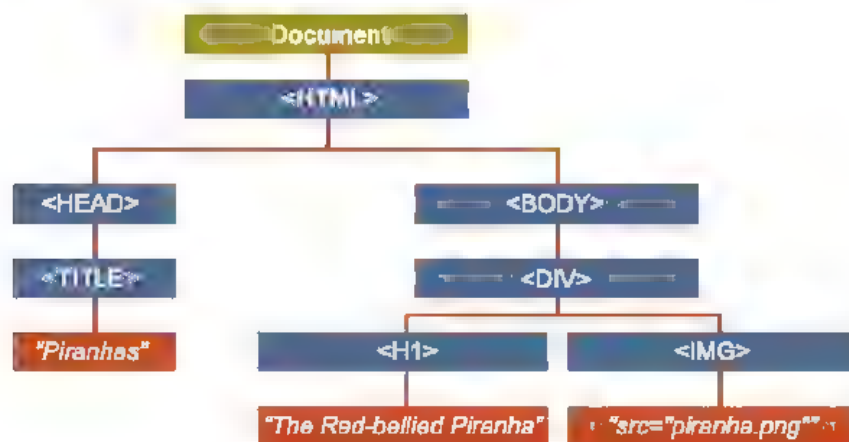 Document
<HTML>
<HEAD> <BODY>
<TITLE> <DIV>
"Piranhas" <H1> <IMG>
"The Red-bellied Piranha" "src="piranha.png""